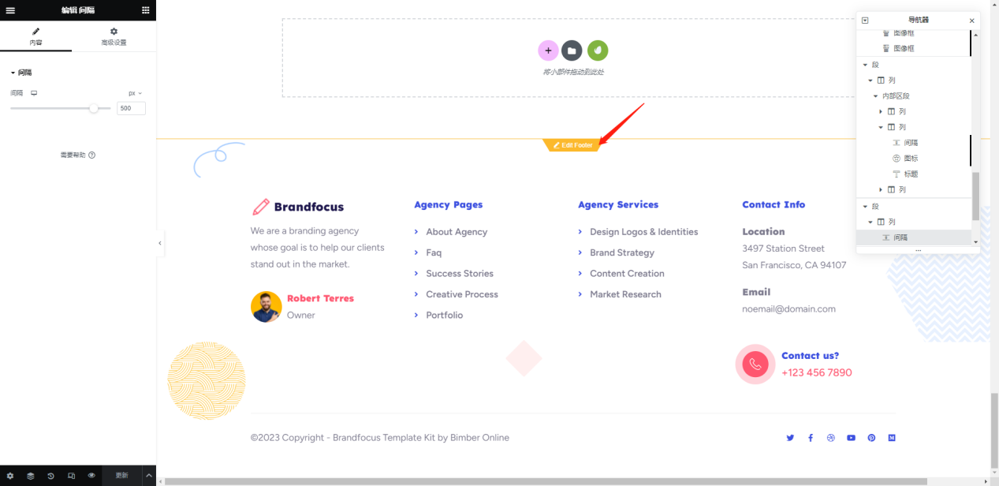 编辑 间隔
内容
高级设置
间隔
间隔
px
500
需要帮助
更新
将小部件拖动到此处
Edit Footer
Brandfocus
We are a branding agency
whose goal is to help our clients
stand out in the market.
Robert Terres
Owner
Agency Pages
About Agency
Faq
Success Stories
Creative Process
Portfolio
Agency Services
Design Logos & Identities
Brand Strategy
Content Creation
Market Research
Contact Info
Location
3497 Station Street
San Francisco, CA 94107
Email
noemail@domain.com
Contact us?
+123 456 7890
©2023 Copyright - Brandfocus Template Kit by Bimber Online
导航器
图像框
图像框
段
列
内部区段
列
列
间隔
图标
标题
列
段
列
间隔